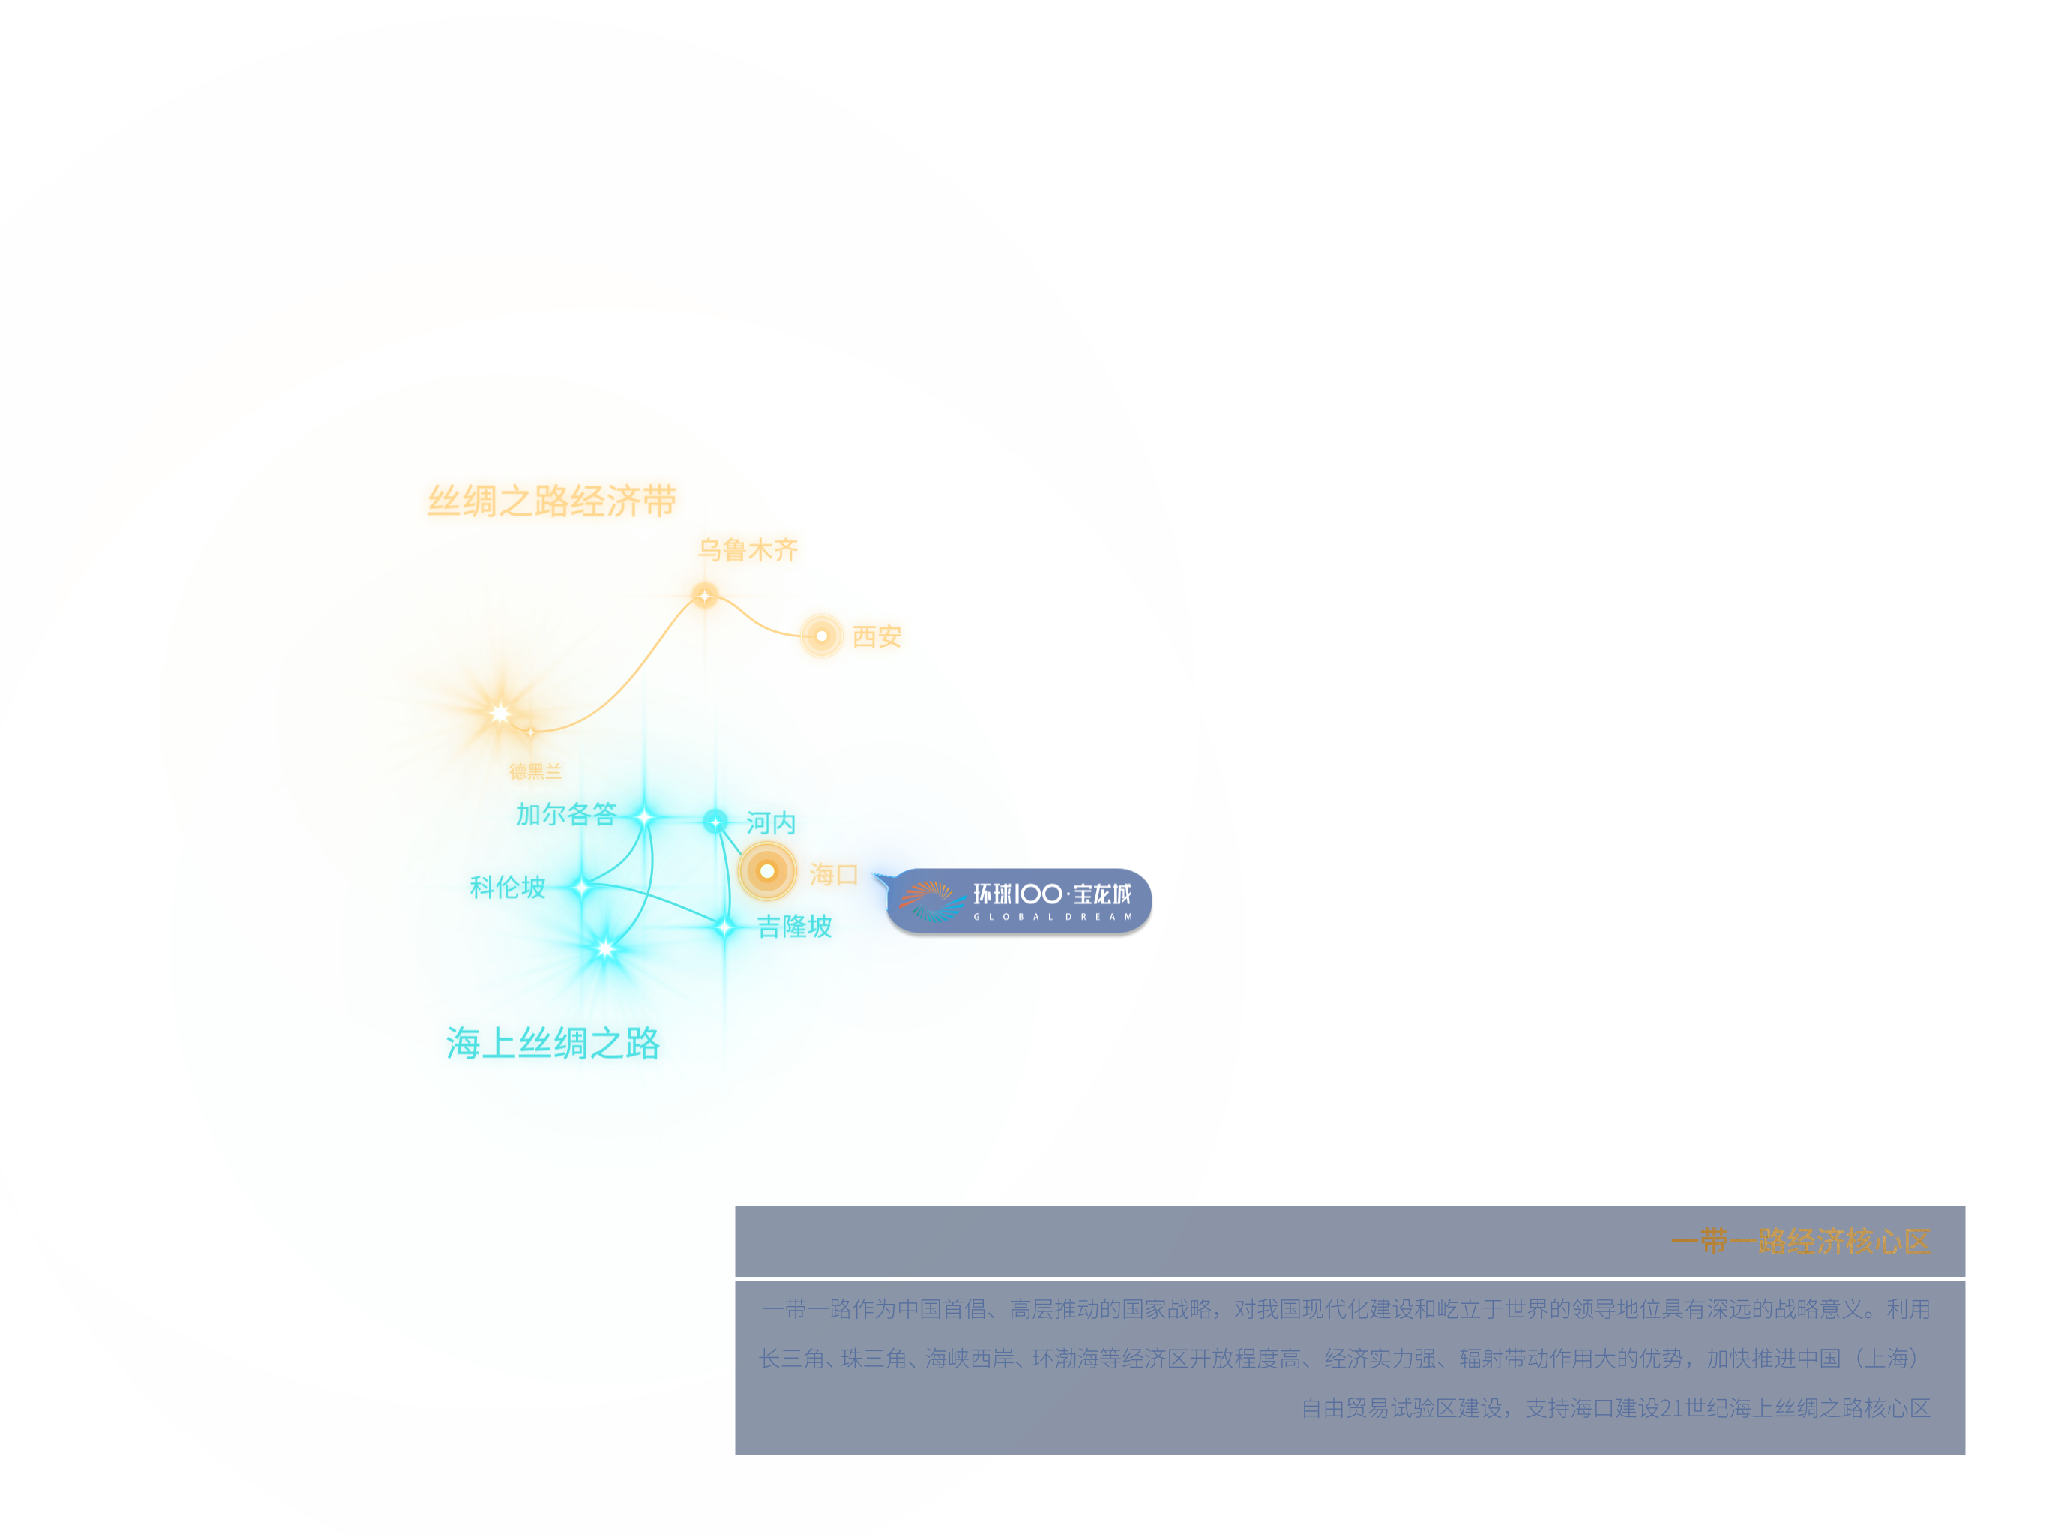 丝绸之路经济带
乌鲁木齐
西安
德黑兰
加尔各答
河内
海口
科伦坡
吉隆坡
环球100·宝龙城
GLOBAL DREAM
海上丝绸之路
一带一路经济核心区
一带一路作为中国首倡、高层推动的国家战略，对我国现代化建设和屹立于世界的领导地位具有深远的战略意义。利用
长三角、珠三角、海峡西岸、环渤海等经济区开放程度高、经济实力强、辐射带动作用大的优势，加快推进中国（上海）
自由贸易试验区建设，支持海口建设21世纪海上丝绸之路核心区